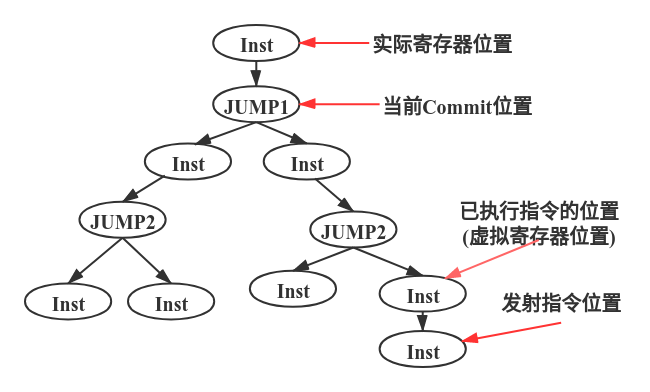 Inst
实际寄存器位置
JUMP1
当前Commit位置
Inst
Inst
JUMP2
JUMP2
已执行指令的位置
(虚拟寄存器位置)
Inst
Inst
Inst
Inst
发射指令位置
Inst